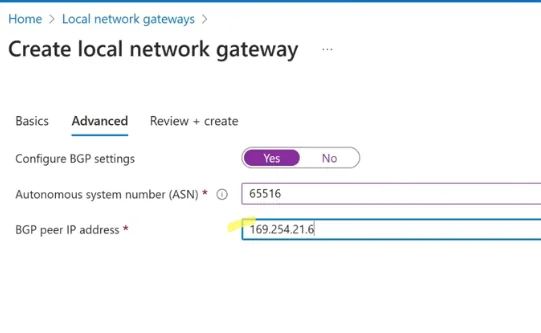 Home > Local network gateways >
Create local network gateway ...
Basics Advanced Review + create
Configure BGP settings Yes No
Autonomous system number (ASN) * 65516
BGP peer IP address * 169.254.21.6